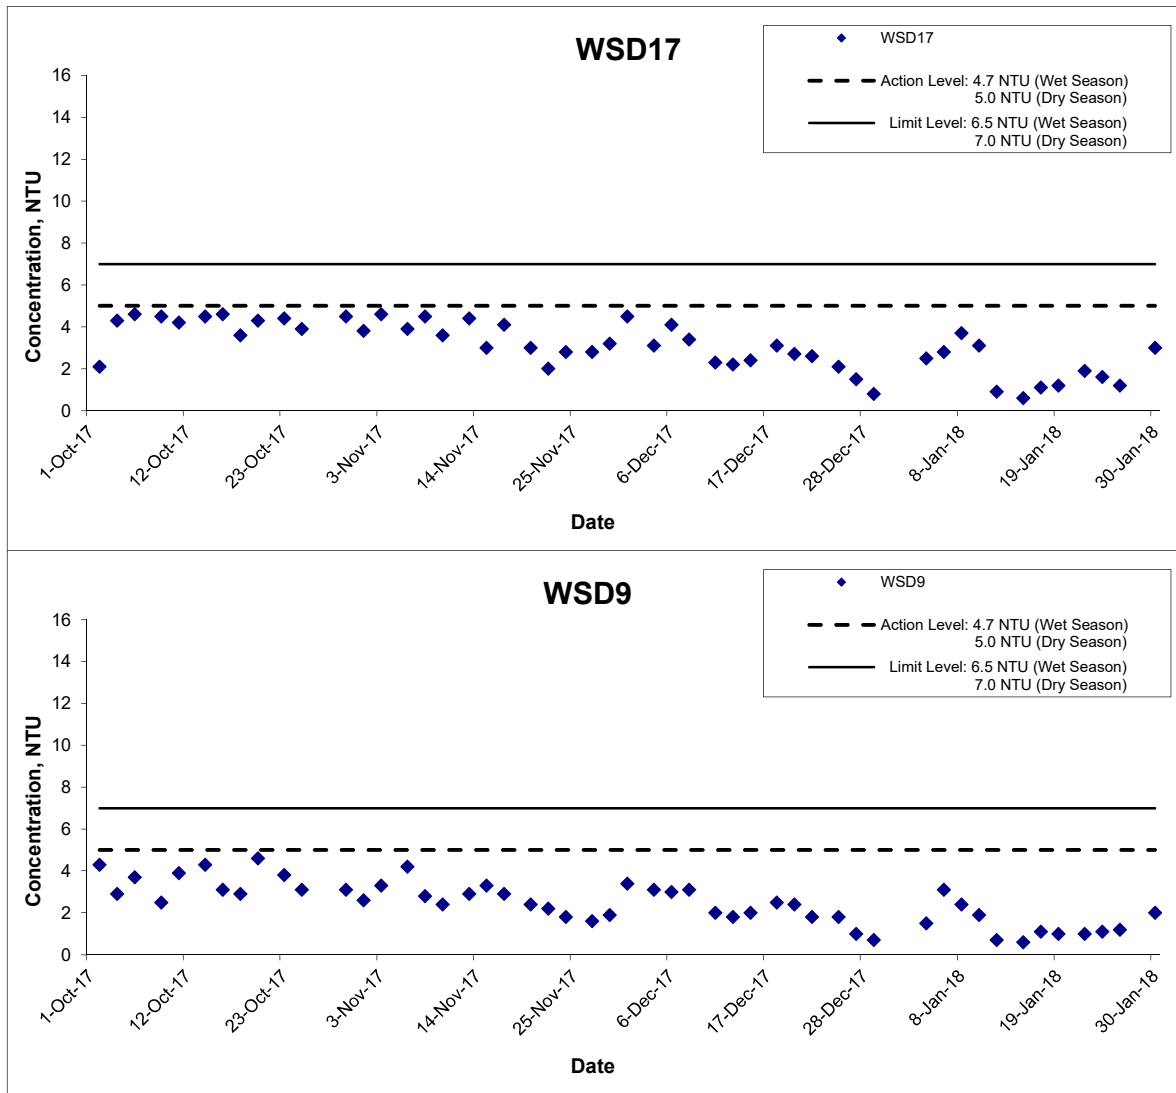 WSD17
WSD17
Action Level: 4.7 NTU (Wet Season)
5.0 NTU (Dry Season)
Limit Level: 6.5 NTU (Wet Season)
7.0 NTU (Dry Season)
Concentration, NTU
16
14
12
10
8
6
4
2
0
1-Oct-17
12-Oct-17
23-Oct-17
3-Nov-17
14-Nov-17
25-Nov-17
6-Dec-17
17-Dec-17
28-Dec-17
8-Jan-18
19-Jan-18
30-Jan-18
Date
WSD9
WSD9
Action Level: 4.7 NTU (Wet Season)
5.0 NTU (Dry Season)
Limit Level: 6.5 NTU (Wet Season)
7.0 NTU (Dry Season)
Concentration, NTU
16
14
12
10
8
6
4
2
0
1-Oct-17
12-Oct-17
23-Oct-17
3-Nov-17
14-Nov-17
25-Nov-17
6-Dec-17
17-Dec-17
28-Dec-17
8-Jan-18
19-Jan-18
30-Jan-18
Date